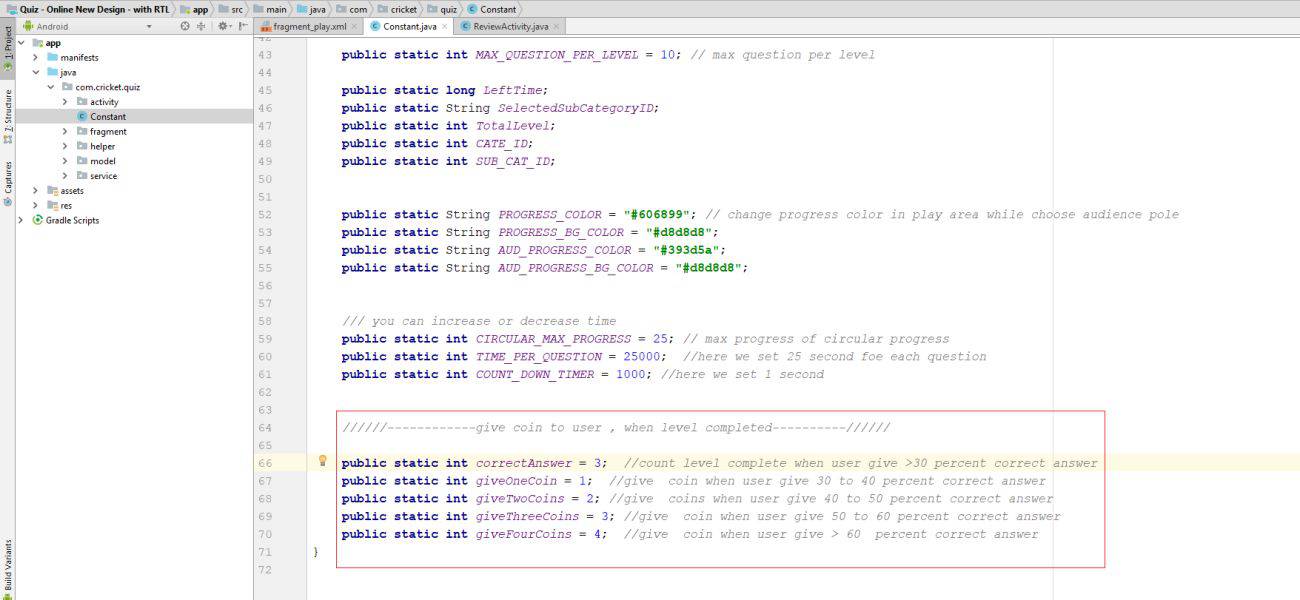 Quiz - Online New Design - with RTL app src main java com cricket quiz Constant
Android
fragment_play.xml Constant.java ReviewActivity.java
1: Project
Z: Structure
Captures
Build Variants
app
manifests
java
com.cricket.quiz
activity
Constant
fragment
helper
model
service
assets
res
Gradle Scripts
43 public static int MAX_QUESTION_PER_LEVEL = 10; // max question per level
44
45 public static long LeftTime;
46 public static String SelectedSubCategoryID;
47 public static int TotalLevel;
48 public static int CATE_ID;
49 public static int SUB_CAT_ID;
50
51
52 public static String PROGRESS_COLOR = "#606899"; // change progress color in play area while choose audience pole
53 public static String PROGRESS_BG_COLOR = "#d8d8d8";
54 public static String AUD_PROGRESS_COLOR = "#393d5a";
55 public static String AUD_PROGRESS_BG_COLOR = "#d8d8d8";
56
57
58 /// you can increase or decrease time
59 public static int CIRCULAR_MAX_PROGRESS = 25; // max progress of circular progress
60 public static int TIME_PER_QUESTION = 25000; //here we set 25 second foe each question
61 public static int COUNT_DOWN_TIMER = 1000; //here we set 1 second
62
63
64 //////------------give coin to user , when level completed----------//////
65
66 public static int correctAnswer = 3; //count level complete when user give >30 percent correct answer
67 public static int giveOneCoin = 1; //give coin when user give 30 to 40 percent correct answer
68 public static int giveTwoCoins = 2; //give coins when user give 40 to 50 percent correct answer
69 public static int giveThreeCoins = 3; //give coin when user give 50 to 60 percent correct answer
70 public static int giveFourCoins = 4; //give coin when user give > 60 percent correct answer
71 }
72